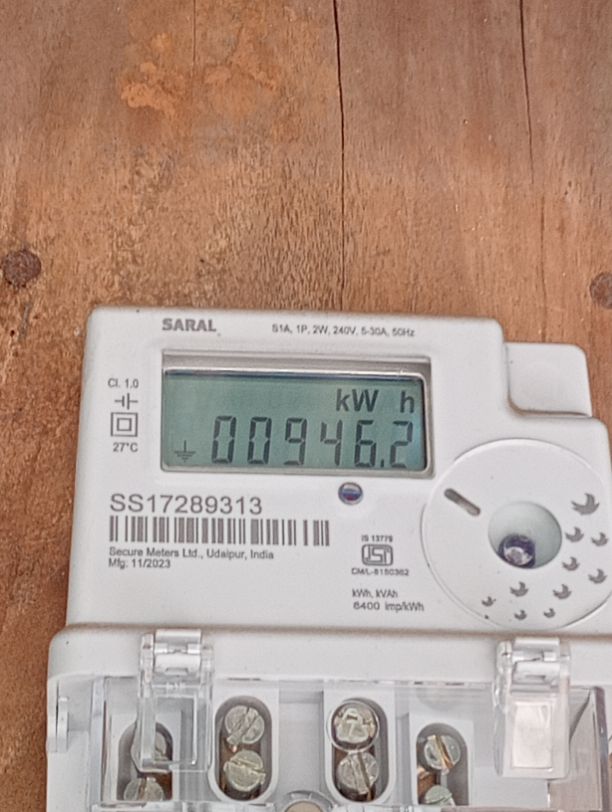 SARAL
S1A, 1P, 2W, 240V, 5-30A, 50Hz
Cl. 1.0
27°C
kW h
00946.2
SS17289313
Secure Meters Ltd., Udaipur, India
Mfg: 11/2023
IS 13779
ISI
CM/L-8150362
kWh, kVAh
6400 imp/kWh